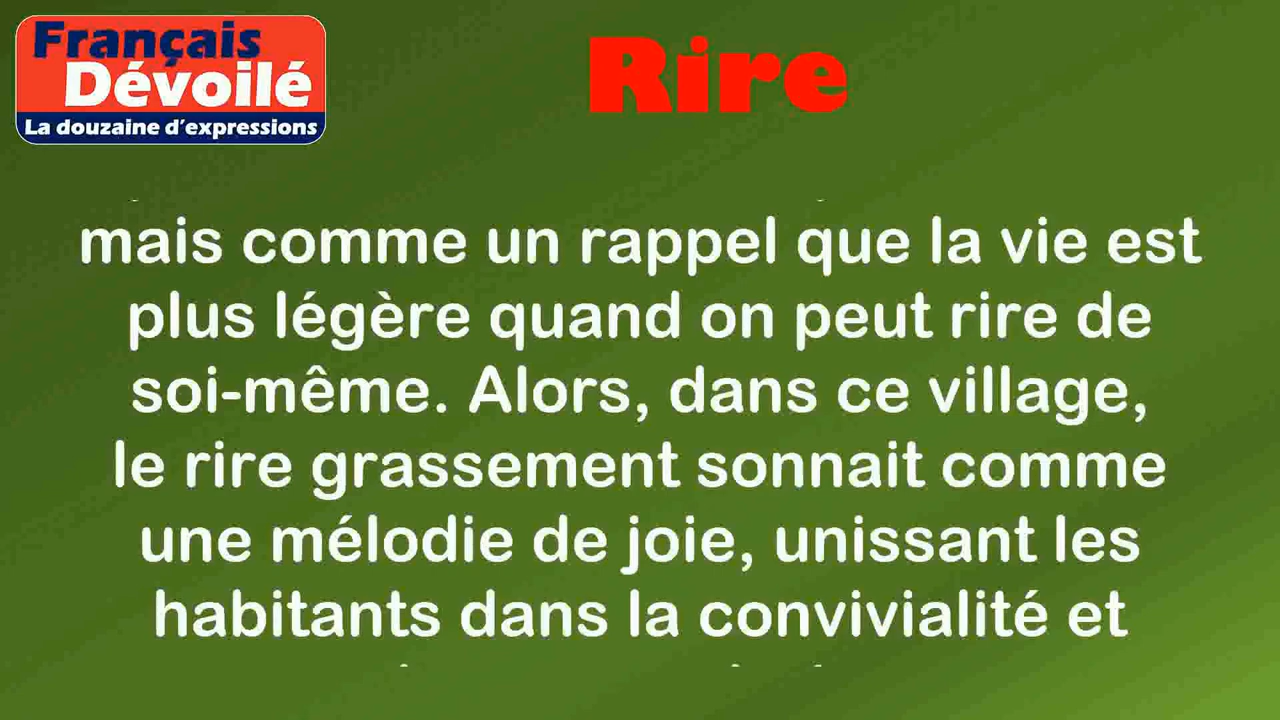 Français
Dévoilé
La douzaine d'expressions
Rire
mais comme un rappel que la vie est
plus légère quand on peut rire de
soi-même. Alors, dans ce village,
le rire grassement sonnait comme
une mélodie de joie, unissant les
habitants dans la convivialité et